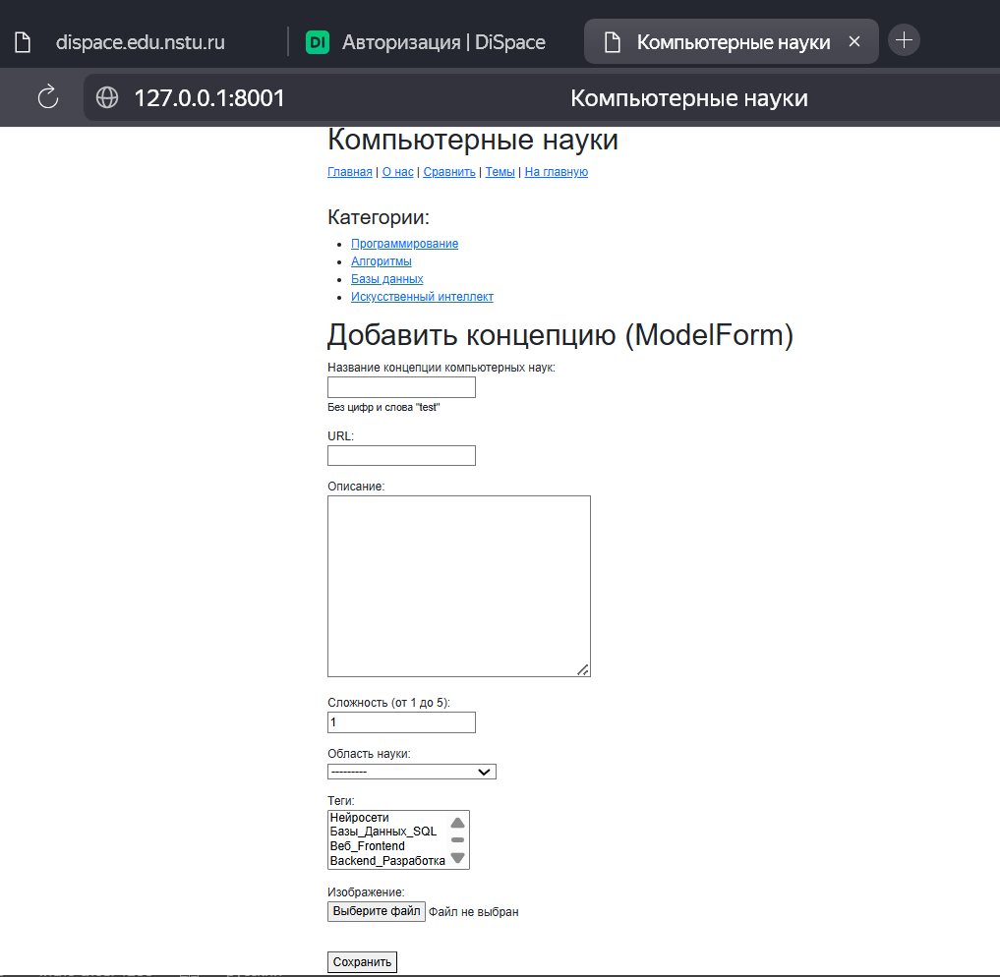 dispace.edu.nstu.ru
DI Авторизация | DiSpace
Компьютерные науки
127.0.0.1:8001
Компьютерные науки
Компьютерные науки
Главная | О нас | Сравнить | Темы | На главную
Категории:
Программирование
Алгоритмы
Базы данных
Искусственный интеллект
Добавить концепцию (ModelForm)
Название концепции компьютерных наук:
Без цифр и слова "test"
URL:
Описание:
Сложность (от 1 до 5):
1
Область науки:
---------
Теги:
Нейросети
Базы_Данных_SQL
Веб_Frontend
Backend_Разработка
Изображение:
Выберите файл Файл не выбран
Сохранить